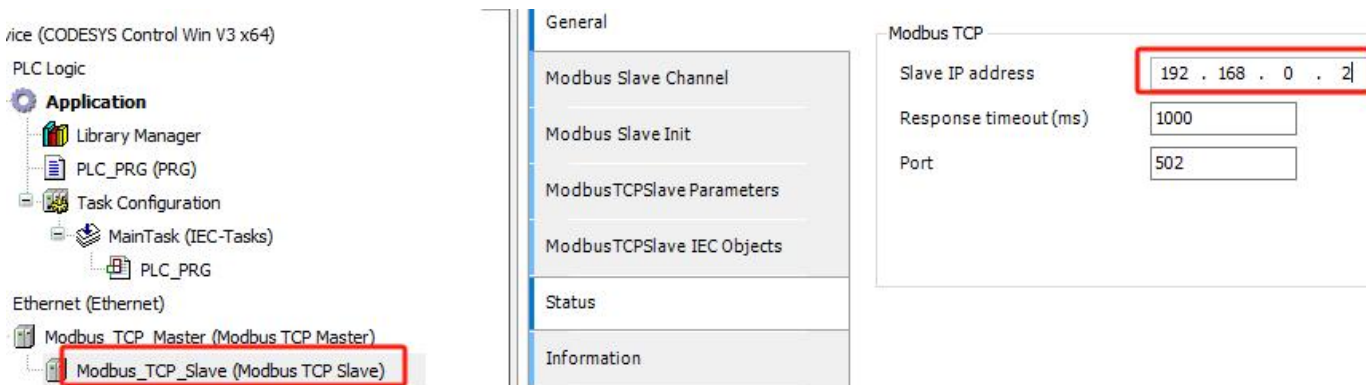 vice (CODESYS Control Win V3 x64)
PLC Logic
Application
Library Manager
PLC_PRG (PRG)
Task Configuration
MainTask (IEC-Tasks)
PLC_PRG
Ethernet (Ethernet)
Modbus_TCP_Master (Modbus TCP Master)
Modbus_TCP_Slave (Modbus TCP Slave)
General
Modbus Slave Channel
Modbus Slave Init
ModbusTCPSlave Parameters
ModbusTCPSlave IEC Objects
Status
Information
Modbus TCP
Slave IP address 192 . 168 . 0 . 2
Response timeout (ms) 1000
Port 502